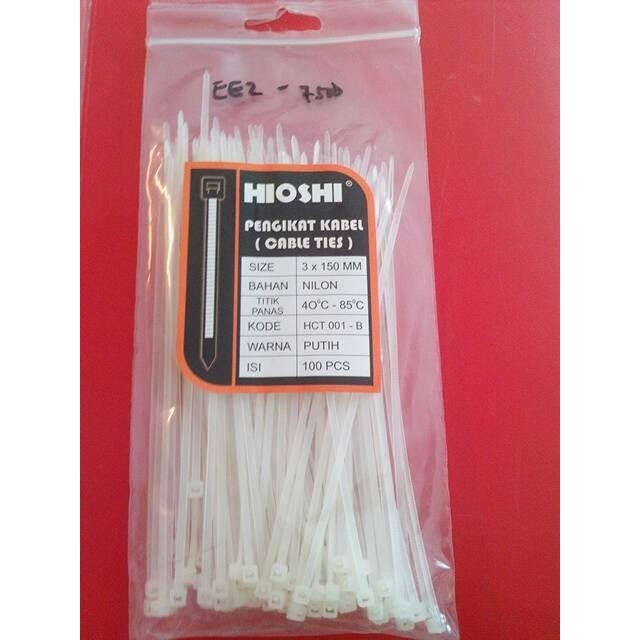 EE2 - 7500
HIOSHI®
PENGIKAT KABEL
( CABLE TIES )
SIZE 3 x 150 MM
BAHAN NILON
TITIK PANAS 40°C - 85°C
KODE HCT 001 - B
WARNA PUTIH
ISI 100 PCS